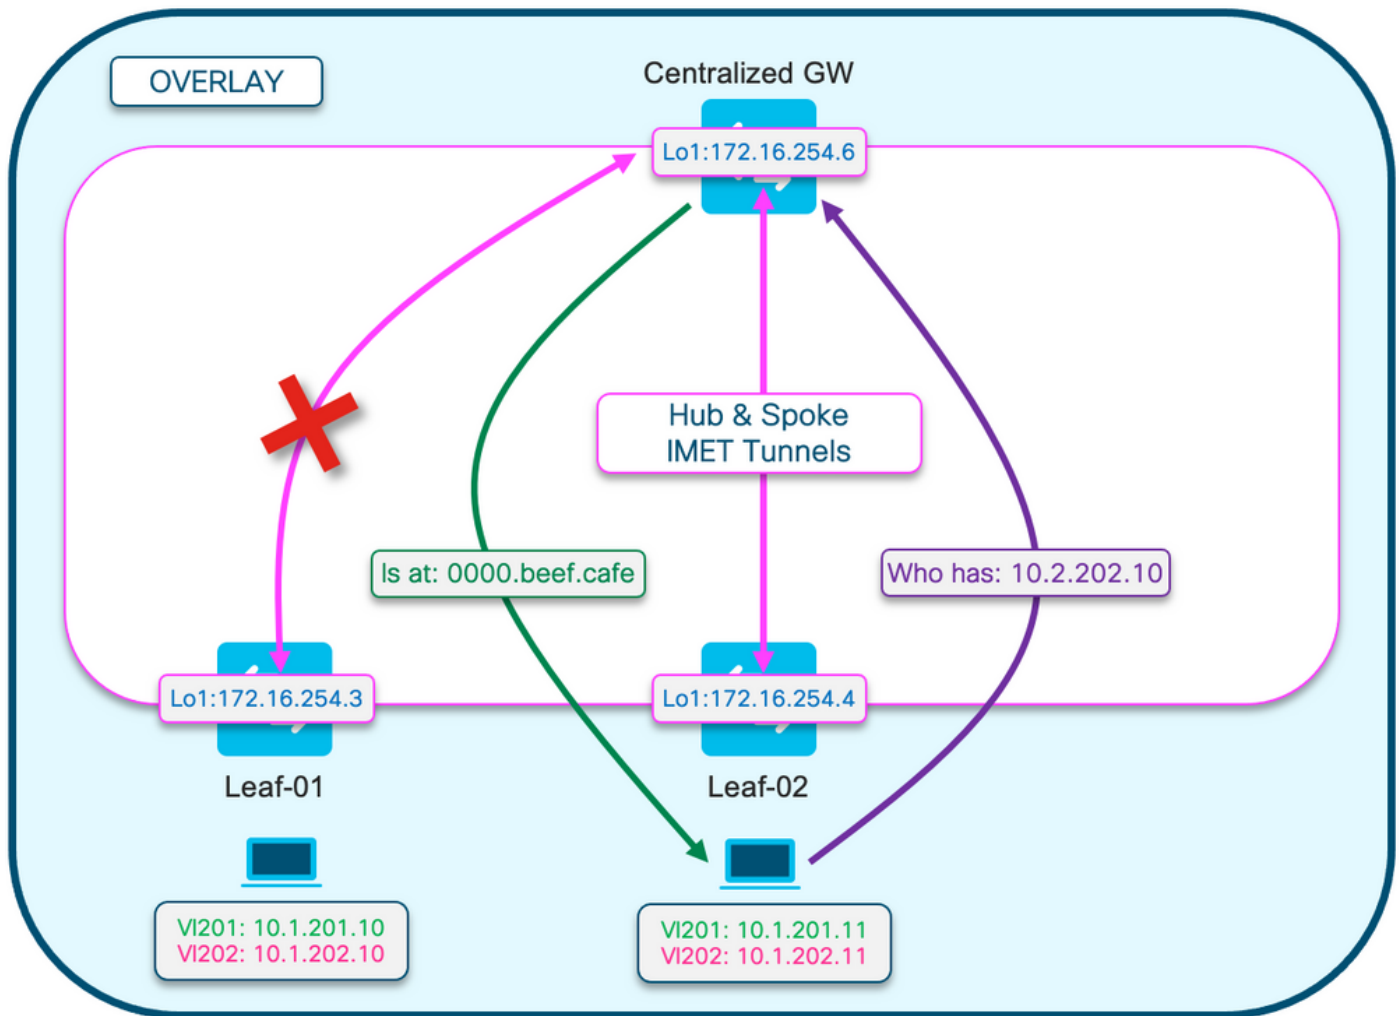 OVERLAY
Centralized GW
Lo1:172.16.254.6
Hub & Spoke
IMET Tunnels
Is at: 0000.beef.cafe
Who has: 10.2.202.10
Lo1:172.16.254.3
Lo1:172.16.254.4
Leaf-01
Leaf-02
Vl201: 10.1.201.10
Vl202: 10.1.202.10
Vl201: 10.1.201.11
Vl202: 10.1.202.11